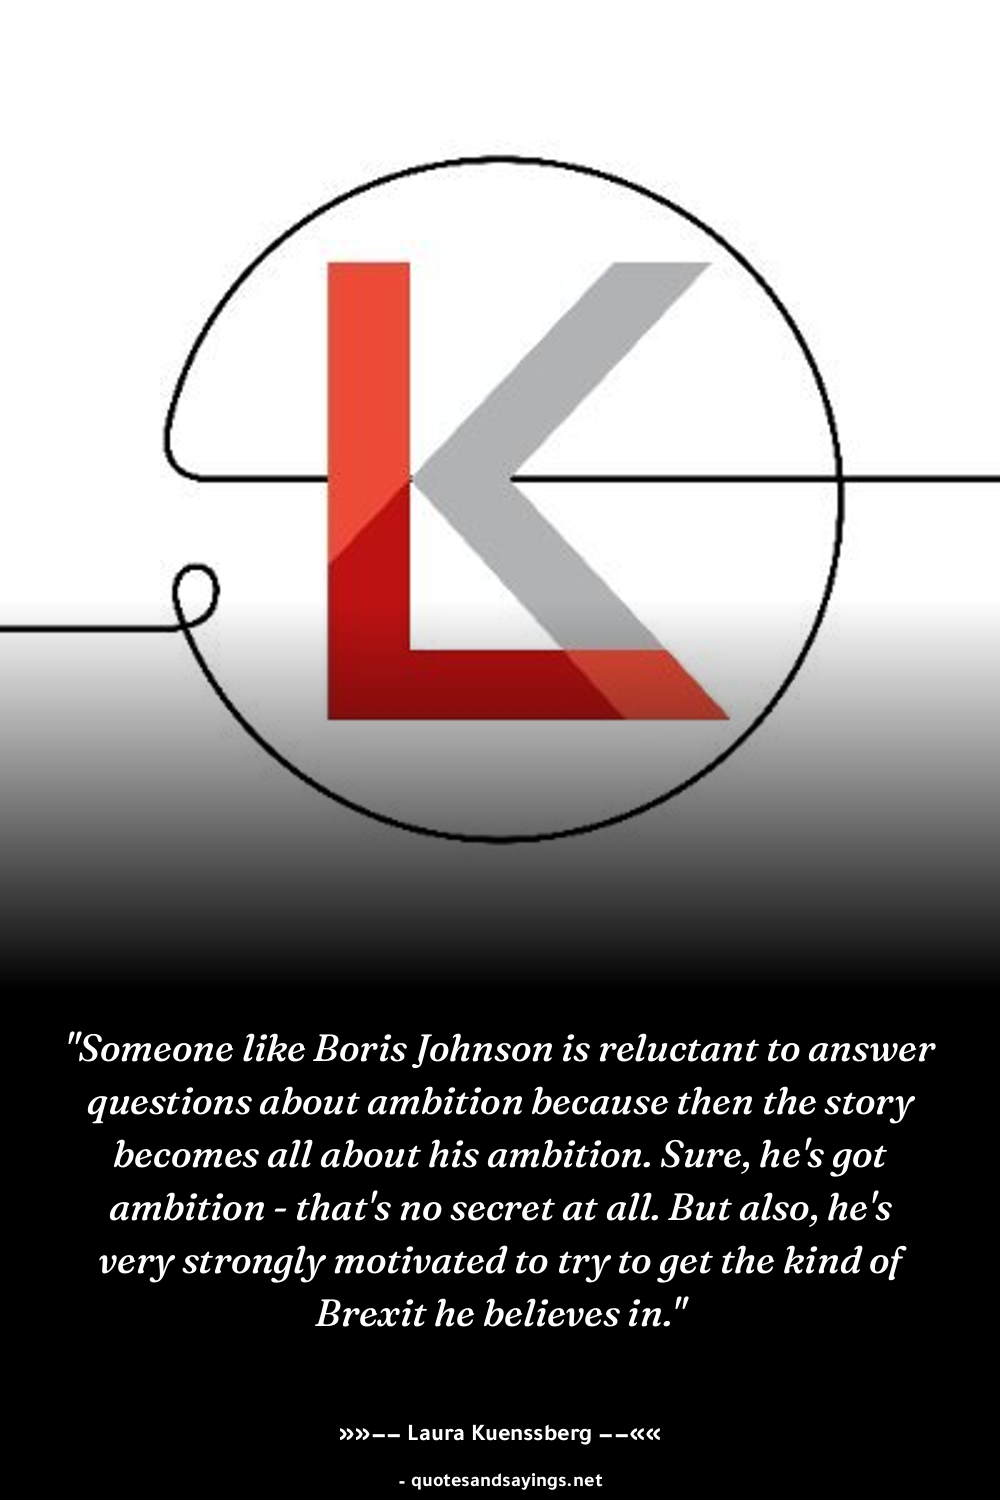 LK
"Someone like Boris Johnson is reluctant to answer
questions about ambition because then the story
becomes all about his ambition. Sure, he's got
ambition - that's no secret at all. But also, he's
very strongly motivated to try to get the kind of
Brexit he believes in."
»»–– Laura Kuenssberg ––««
- quotesandsayings.net